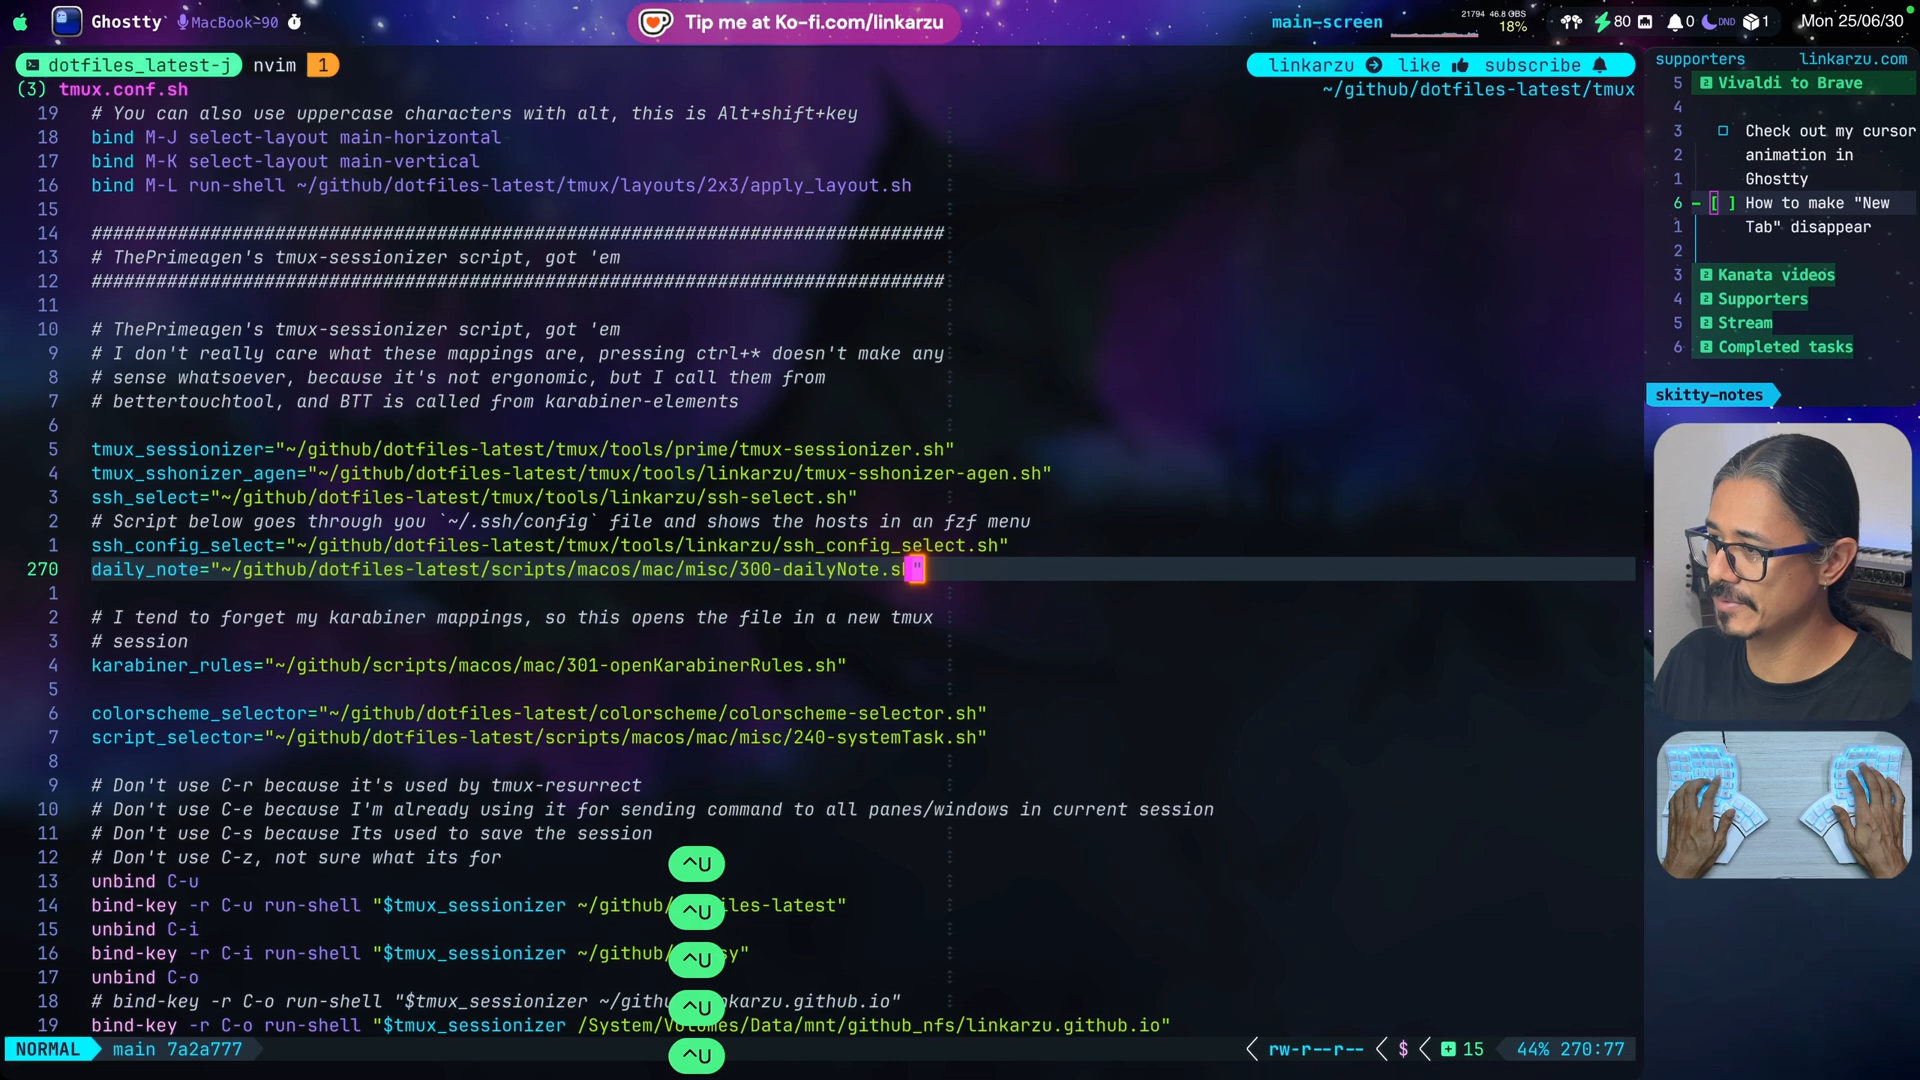 Ghostty
MacBook-90
Tip me at Ko-fi.com/linkarzu
main-screen
21794 46.8 GBS
18%
80
0
DND
1
Mon 25/06/30
dotfiles_latest-j
nvim
1
linkarzu
like
subscribe
(3) tmux.conf.sh
~/github/dotfiles-latest/tmux
19 # You can also use uppercase characters with alt, this is Alt+shift+key
18 bind M-J select-layout main-horizontal
17 bind M-K select-layout main-vertical
16 bind M-L run-shell ~/github/dotfiles-latest/tmux/layouts/2x3/apply_layout.sh
15
14 ###############################################################################
13 # ThePrimeagen's tmux-sessionizer script, got 'em
12 ###############################################################################
11
10 # ThePrimeagen's tmux-sessionizer script, got 'em
9 # I don't really care what these mappings are, pressing ctrl+* doesn't make any
8 # sense whatsoever, because it's not ergonomic, but I call them from
7 # bettertouchtool, and BTT is called from karabiner-elements
6
5 tmux_sessionizer="~/github/dotfiles-latest/tmux/tools/prime/tmux-sessionizer.sh"
4 tmux_sshonizer_agen="~/github/dotfiles-latest/tmux/tools/linkarzu/tmux-sshonizer-agen.sh"
3 ssh_select="~/github/dotfiles-latest/tmux/tools/linkarzu/ssh-select.sh"
2 # Script below goes through you `~/.ssh/config` file and shows the hosts in an fzf menu
1 ssh_config_select="~/github/dotfiles-latest/tmux/tools/linkarzu/ssh_config_select.sh"
270 daily_note="~/github/dotfiles-latest/scripts/macos/mac/misc/300-dailyNote.sh"
1
2 # I tend to forget my karabiner mappings, so this opens the file in a new tmux
3 # session
4 karabiner_rules="~/github/scripts/macos/mac/301-openKarabinerRules.sh"
5
6 colorscheme_selector="~/github/dotfiles-latest/colorscheme/colorscheme-selector.sh"
7 script_selector="~/github/dotfiles-latest/scripts/macos/mac/misc/240-systemTask.sh"
8
9 # Don't use C-r because it's used by tmux-resurrect
10 # Don't use C-e because I'm already using it for sending command to all panes/windows in current session
11 # Don't use C-s because Its used to save the session
12 # Don't use C-z, not sure what its for
13 unbind C-u
14 bind-key -r C-u run-shell "$tmux_sessionizer ~/github/ iles-latest"
15 unbind C-i
16 bind-key -r C-i run-shell "$tmux_sessionizer ~/github/ sy"
17 unbind C-o
18 # bind-key -r C-o run-shell "$tmux_sessionizer ~/githu nkarzu.github.io"
19 bind-key -r C-o run-shell "$tmux_sessionizer /System/Volumes/Data/mnt/github_nfs/linkarzu.github.io"
^U
^U
^U
^U
^U
NORMAL
main 7a2a777
rw-r--r--
$
15
44% 270:77
supporters
linkarzu.com
5 Vivaldi to Brave
4
3 Check out my cursor
2 animation in
1 Ghostty
6 - [ ] How to make "New
1 Tab" disappear
2
3 Kanata videos
4 Supporters
5 Stream
6 Completed tasks
skitty-notes